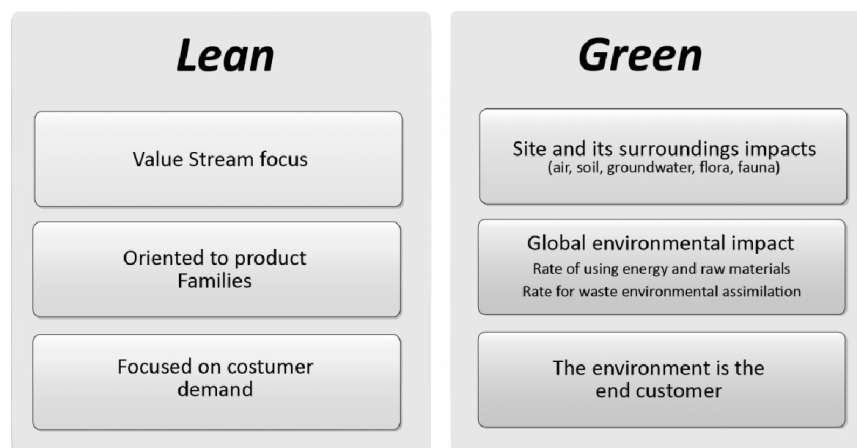 Lean
Value Stream focus
Oriented to product
Families
Focused on costumer
demand
Green
Site and its surroundings impacts
(air, soil, groundwater, flora, fauna)
Global environmental impact
Rate of using energy and raw materials
Rate for waste environmental assimilation
The environment is the
end customer